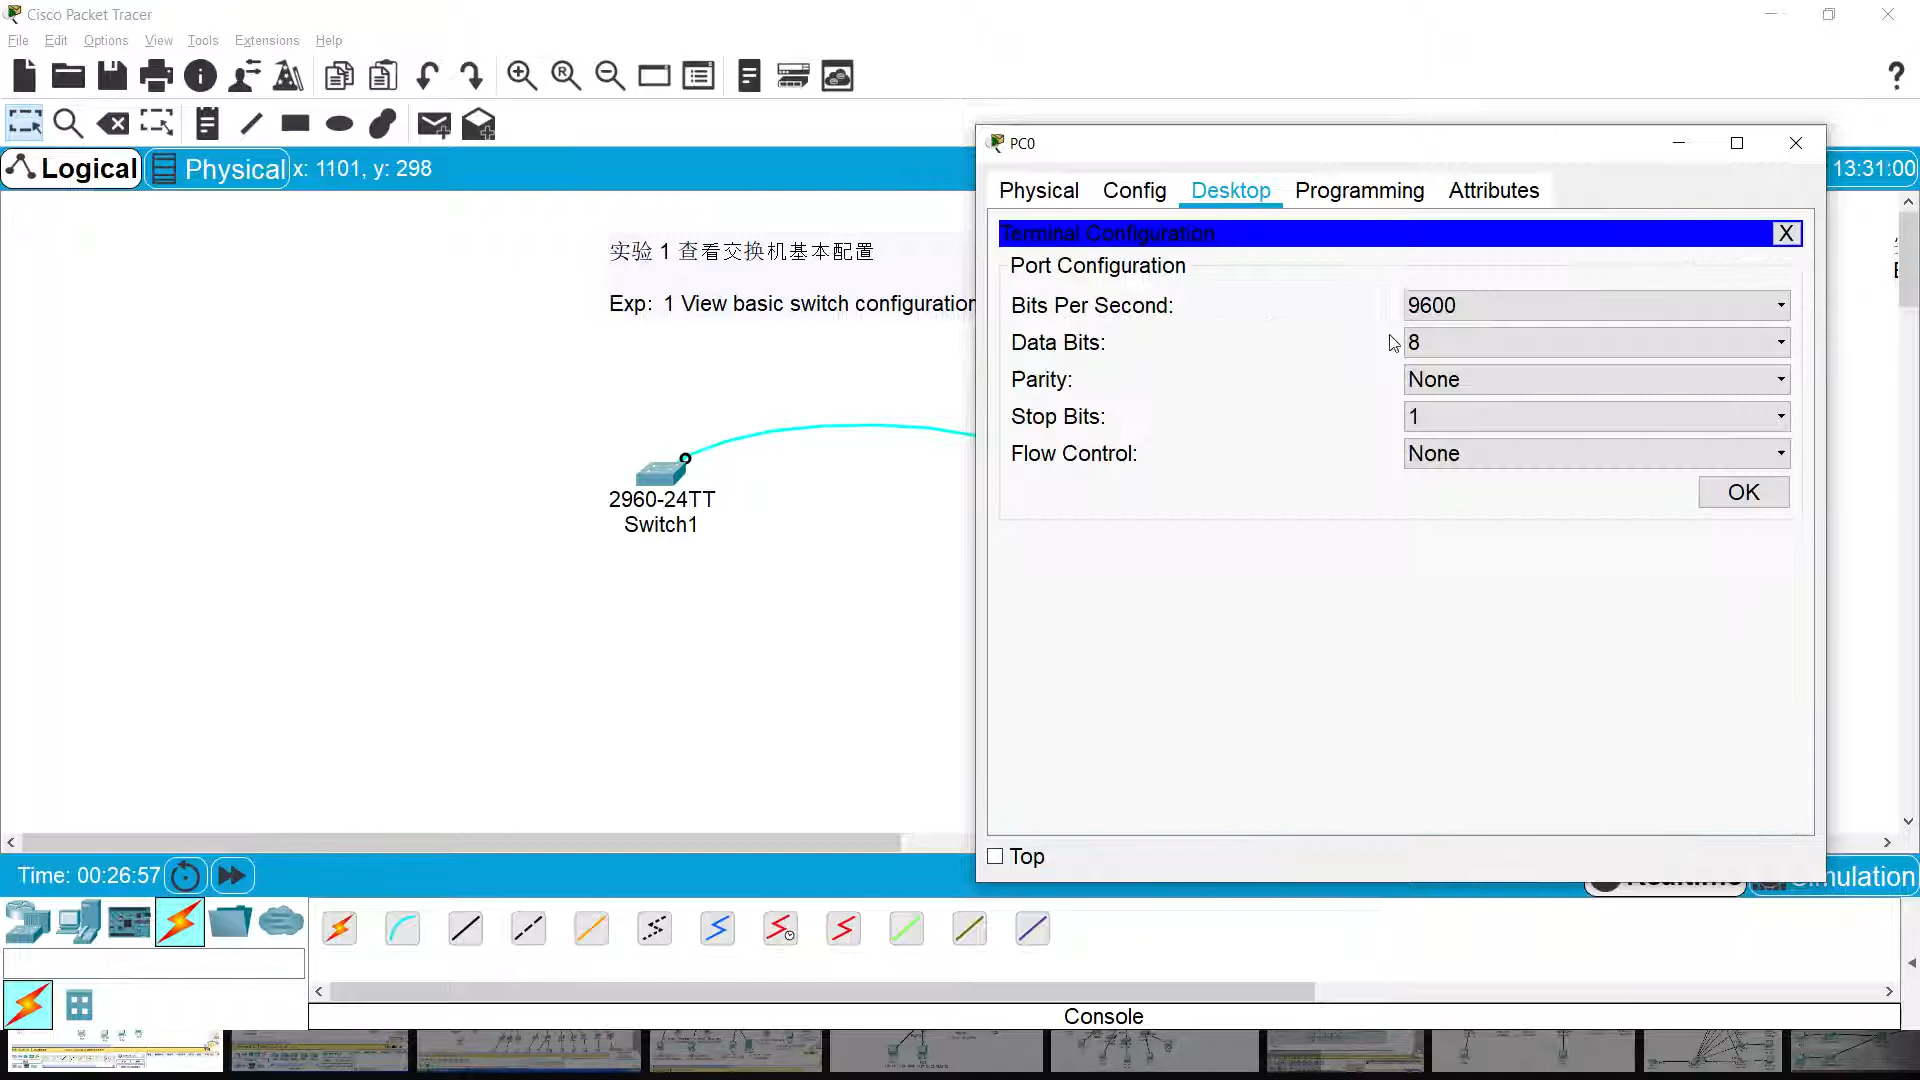 Cisco Packet Tracer
File Edit Options View Tools Extensions Help
Logical Physical x: 1101, y: 298
13:31:00
实验 1 查看交换机基本配置
Exp: 1 View basic switch configuration
2960-24TT
Switch1
PC0
Physical Config Desktop Programming Attributes
Terminal Configuration
X
Port Configuration
Bits Per Second: 9600
Data Bits: 8
Parity: None
Stop Bits: 1
Flow Control: None
OK
Top
Time: 00:26:57
Realtime Simulation
Console